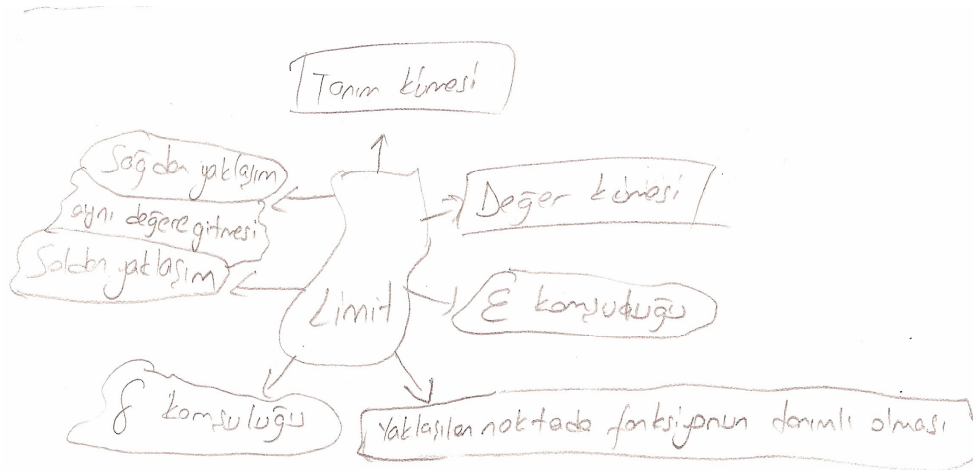 Tanım kümesi
Sağdan yaklaşım
aynı değere gitmesi
Soldan yaklaşım
Değer kümesi
Limit
ε komşuluğu
δ komşuluğu
Yaklaşılan noktada fonksiyonun tanımlı olması